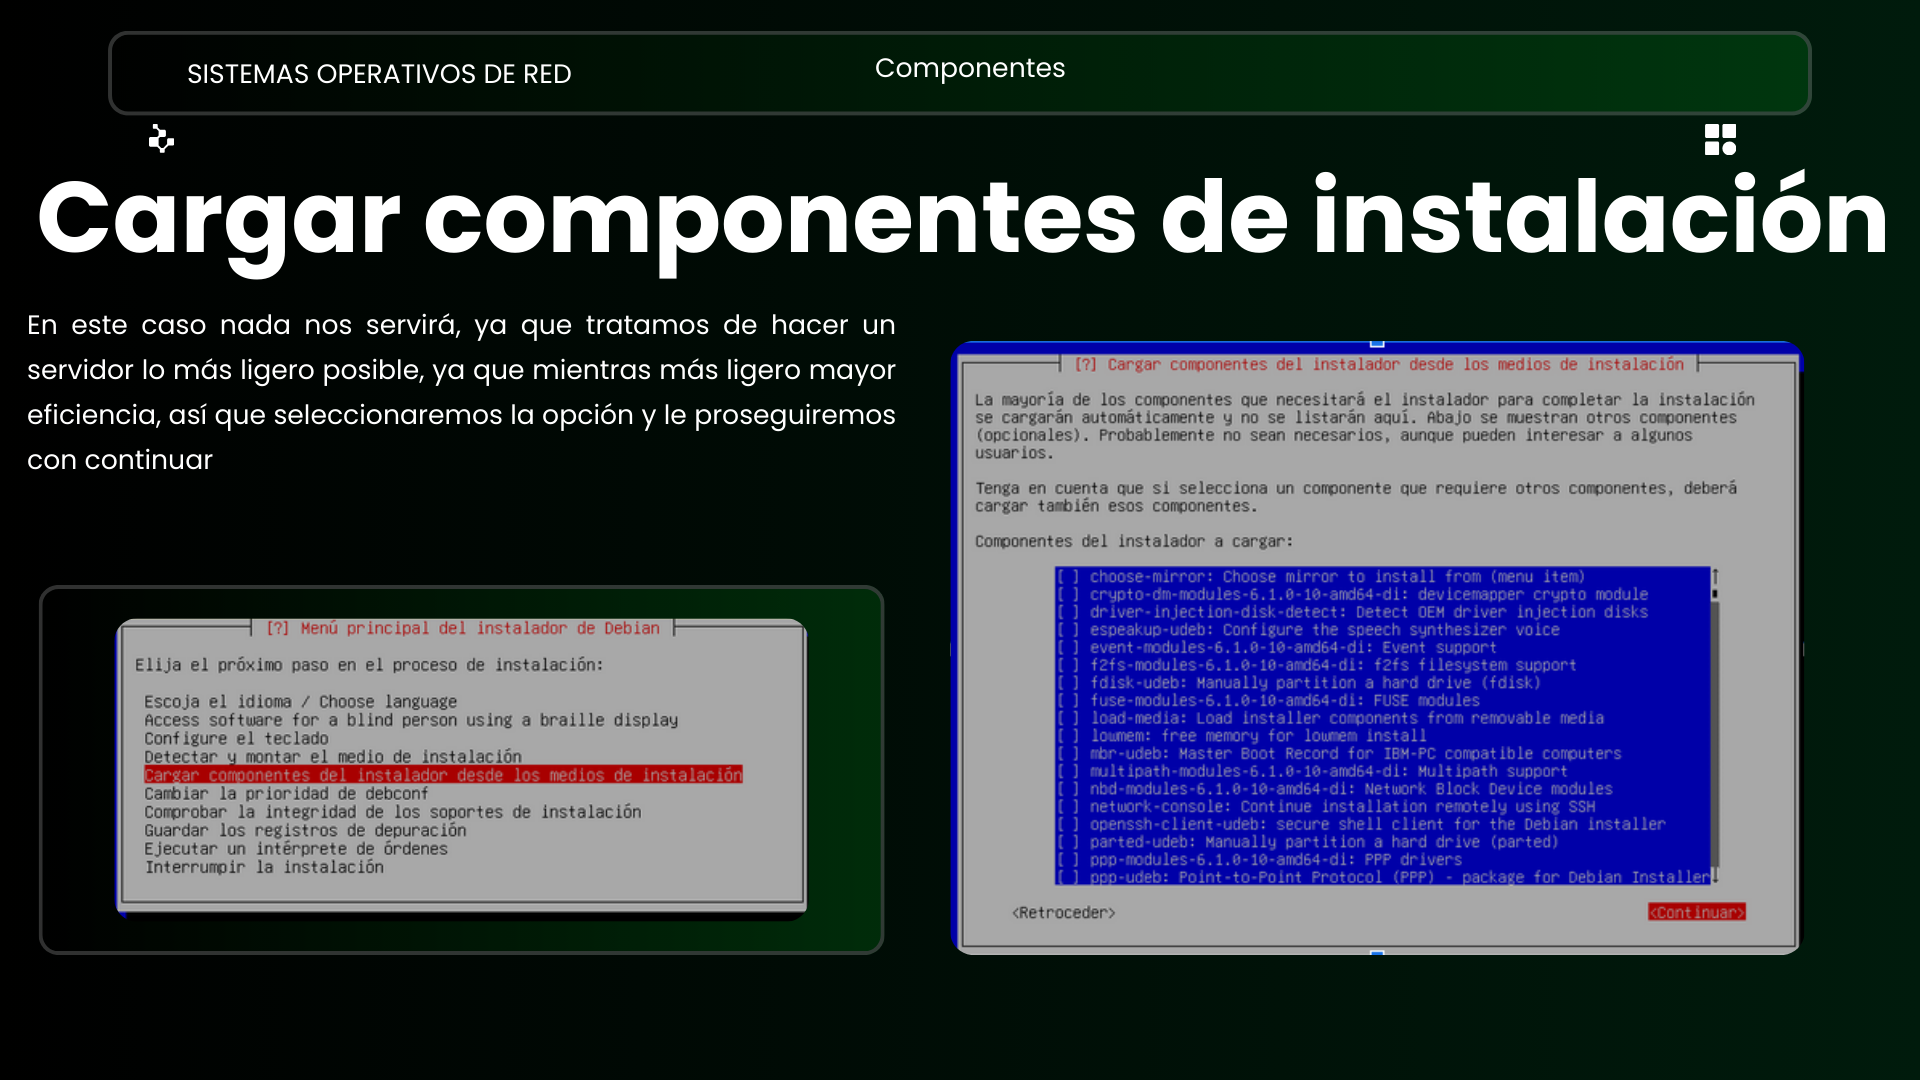 SISTEMAS OPERATIVOS DE RED
Componentes
Cargar componentes de instalación
En este caso nada nos servirá, ya que tratamos de hacer un
servidor lo más ligero posible, ya que mientras más ligero mayor
eficiencia, así que seleccionaremos la opción y le proseguiremos
con continuar
[?] Menú principal del instalador de Debian
Elija el próximo paso en el proceso de instalación:
Escoja el idioma / Choose language
Access software for a blind person using a braille display
Configure el teclado
Detectar y montar el medio de instalación
Cargar componentes del instalador desde los medios de instalación
Cambiar la prioridad de debconf
Comprobar la integridad de los soportes de instalación
Guardar los registros de depuración
Ejecutar un intérprete de órdenes
Interrumpir la instalación
[?] Cargar componentes del instalador desde los medios de instalación
La mayoría de los componentes que necesitará el instalador para completar la instalación
se cargarán automáticamente y no se listarán aquí. Abajo se muestran otros componentes
(opcionales). Probablemente no sean necesarios, aunque pueden interesar a algunos
usuarios.
Tenga en cuenta que si selecciona un componente que requiere otros componentes, deberá
cargar también esos componentes.
Componentes del instalador a cargar:
[ ] choose-mirror: Choose mirror to install from (menu item)
[ ] crypto-dm-modules-6.1.0-10-amd64-di: devicemapper crypto module
[ ] driver-injection-disk-detect: Detect OEM driver injection disks
[ ] espeakup-udeb: Configure the speech synthesizer voice
[ ] event-modules-6.1.0-10-amd64-di: Event support
[ ] f2fs-modules-6.1.0-10-amd64-di: f2fs filesystem support
[ ] fdisk-udeb: Manually partition a hard drive (fdisk)
[ ] fuse-modules-6.1.0-10-amd64-di: FUSE modules
[ ] load-media: Load installer components from removable media
[ ] lowmem: free memory for lowmem install
[ ] mbr-udeb: Master Boot Record for IBM-PC compatible computers
[ ] multipath-modules-6.1.0-10-amd64-di: Multipath support
[ ] nbd-modules-6.1.0-10-amd64-di: Network Block Device modules
[ ] network-console: Continue installation remotely using SSH
[ ] openssh-client-udeb: secure shell client for the Debian installer
[ ] parted-udeb: Manually partition a hard drive (parted)
[ ] ppp-modules-6.1.0-10-amd64-di: PPP drivers
[ ] ppp-udeb: Point-to-Point Protocol (PPP) - package for Debian Installer
<Retroceder>
<Continuar>